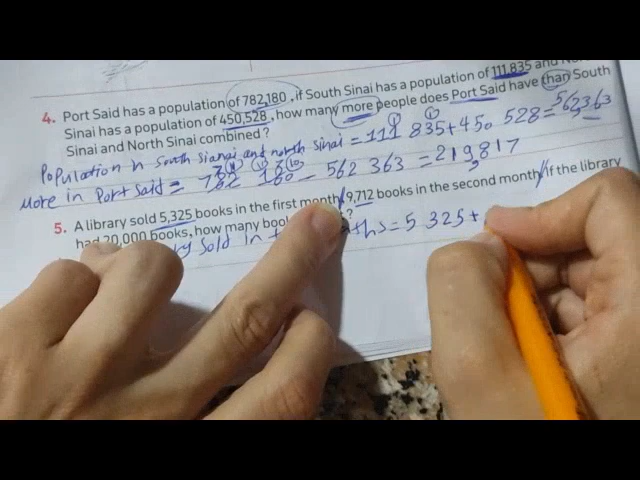 4. Port Said has a population of 782,180, if South Sinai has a population of 111,835 and
Sinai has a population of 450,528, how many more people does Port Said have than South
Sinai and North Sinai combined ?
Population in South Sianai and north sinai = 111 835 + 450 528 = 562363
More in Port Said = 782 180 - 562 363 = 219,817
5. A library sold 5,325 books in the first month, 9,712 books in the second month, If the library
had 20,000 books, how many ?
sold in = 5 325 +